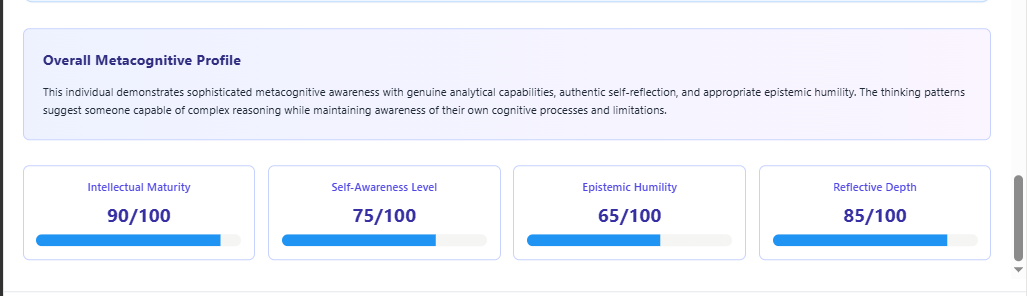 Overall Metacognitive Profile
This individual demonstrates sophisticated metacognitive awareness with genuine analytical capabilities, authentic self-reflection, and appropriate epistemic humility. The thinking patterns
suggest someone capable of complex reasoning while maintaining awareness of their own cognitive processes and limitations.
Intellectual Maturity
90/100
Self-Awareness Level
75/100
Epistemic Humility
65/100
Reflective Depth
85/100